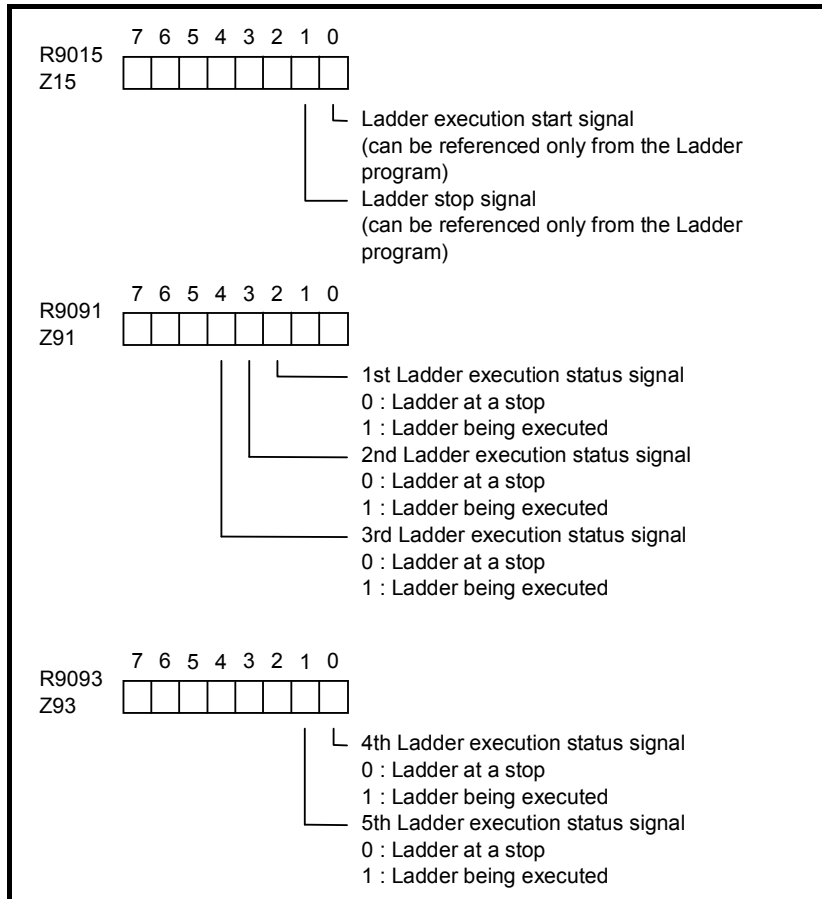 7 6 5 4 3 2 1 0
R9015
Z15
Ladder execution start signal
(can be referenced only from the Ladder
program)
Ladder stop signal
(can be referenced only from the Ladder
program)
7 6 5 4 3 2 1 0
R9091
Z91
1st Ladder execution status signal
0 : Ladder at a stop
1 : Ladder being executed
2nd Ladder execution status signal
0 : Ladder at a stop
1 : Ladder being executed
3rd Ladder execution status signal
0 : Ladder at a stop
1 : Ladder being executed
7 6 5 4 3 2 1 0
R9093
Z93
4th Ladder execution status signal
0 : Ladder at a stop
1 : Ladder being executed
5th Ladder execution status signal
0 : Ladder at a stop
1 : Ladder being executed